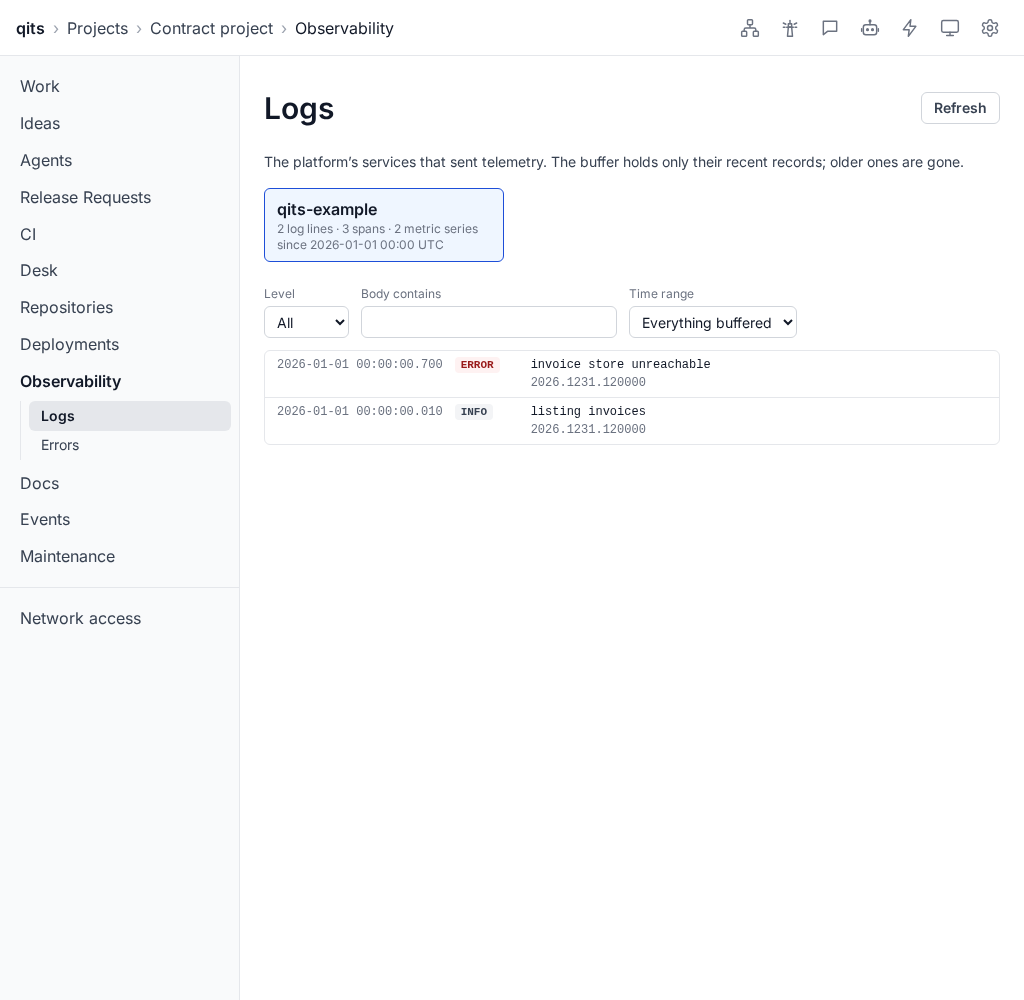 qits › Projects › Contract project › Observability
Work
Ideas
Agents
Release Requests
CI
Desk
Repositories
Deployments
Observability
Logs
Errors
Docs
Events
Maintenance
Network access
Logs
Refresh
The platform’s services that sent telemetry. The buffer holds only their recent records; older ones are gone.
qits-example
2 log lines · 3 spans · 2 metric series
since 2026-01-01 00:00 UTC
Level Body contains Time range
All Everything buffered
2026-01-01 00:00:00.700 ERROR invoice store unreachable
2026.1231.120000
2026-01-01 00:00:00.010 INFO listing invoices
2026.1231.120000